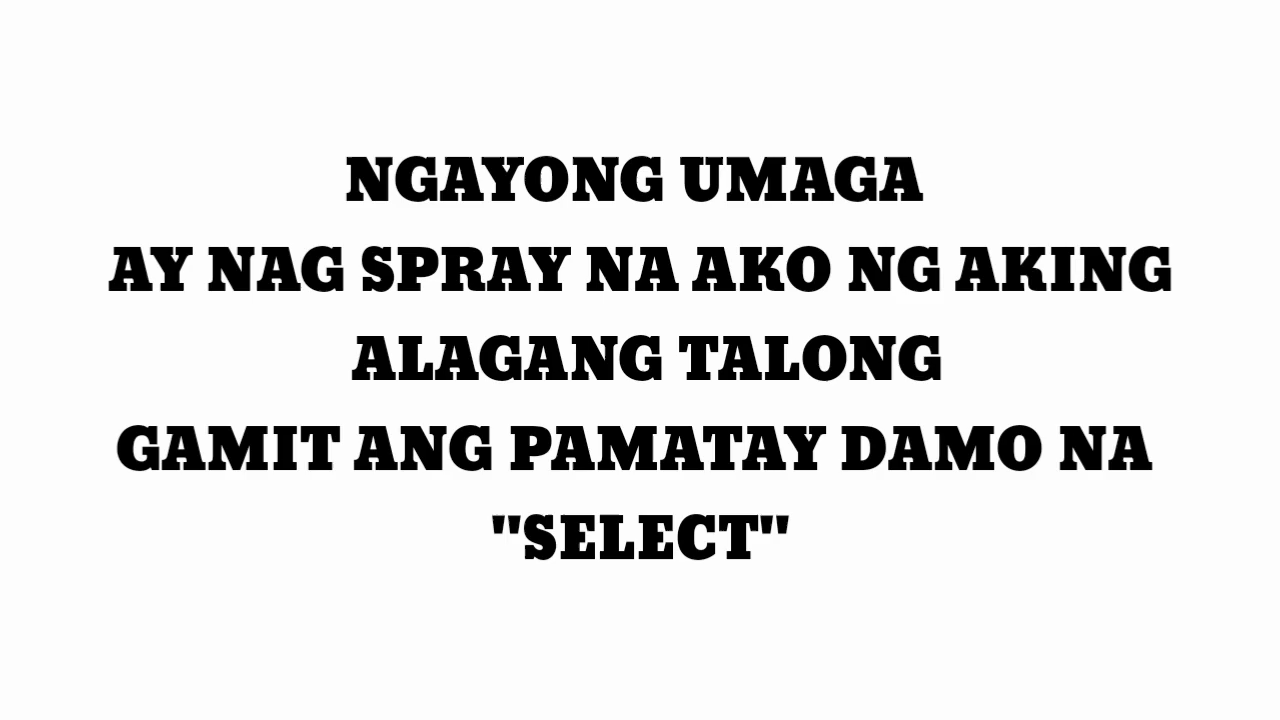 NGAYONG UMAGA
AY NAG SPRAY NA AKO NG AKING
ALAGANG TALONG
GAMIT ANG PAMATAY DAMO NA
"SELECT"